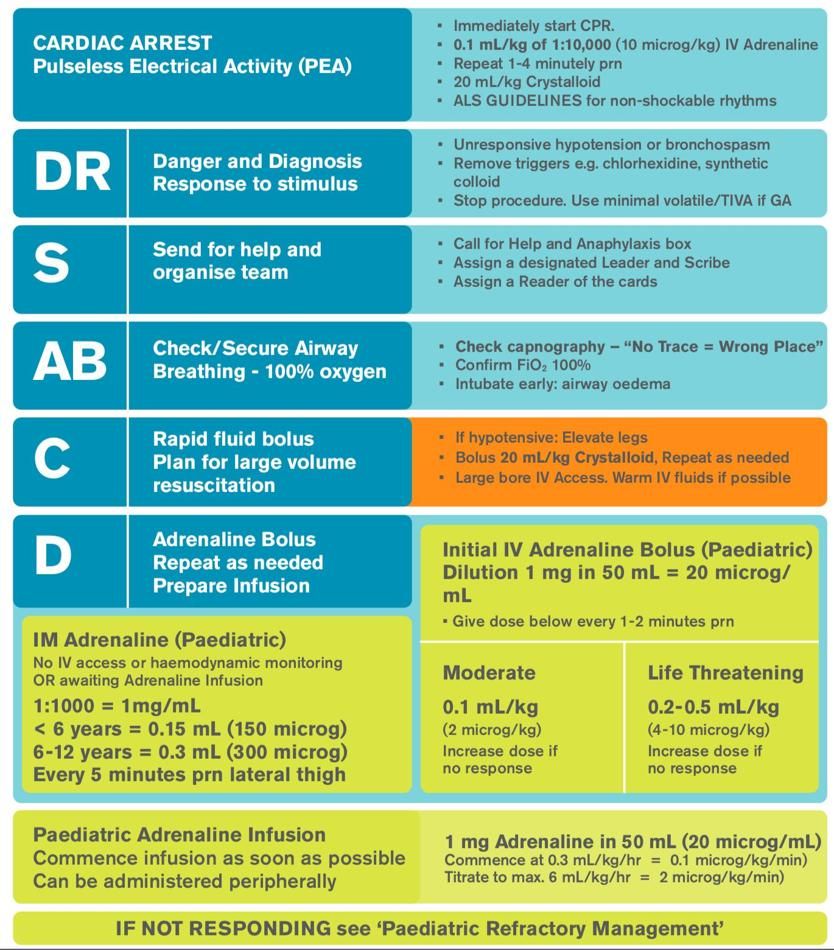 CARDIAC ARREST
Pulseless Electrical Activity (PEA)
▪ Immediately start CPR.
▪ 0.1 mL/kg of 1:10,000 (10 microg/kg) IV Adrenaline
▪ Repeat 1-4 minutely prn
▪ 20 mL/kg Crystalloid
▪ ALS GUIDELINES for non-shockable rhythms
DR
Danger and Diagnosis
Response to stimulus
▪ Unresponsive hypotension or bronchospasm
▪ Remove triggers e.g. chlorhexidine, synthetic
colloid
▪ Stop procedure. Use minimal volatile/TIVA if GA
S
Send for help and
organise team
▪ Call for Help and Anaphylaxis box
▪ Assign a designated Leader and Scribe
▪ Assign a Reader of the cards
AB
Check/Secure Airway
Breathing - 100% oxygen
▪ Check capnography – “No Trace = Wrong Place”
▪ Confirm FiO₂ 100%
▪ Intubate early: airway oedema
C
Rapid fluid bolus
Plan for large volume
resuscitation
▪ If hypotensive: Elevate legs
▪ Bolus 20 mL/kg Crystalloid, Repeat as needed
▪ Large bore IV Access. Warm IV fluids if possible
D
Adrenaline Bolus
Repeat as needed
Prepare Infusion
Initial IV Adrenaline Bolus (Paediatric)
Dilution 1 mg in 50 mL = 20 microg/
mL
▪ Give dose below every 1-2 minutes prn
IM Adrenaline (Paediatric)
No IV access or haemodynamic monitoring
OR awaiting Adrenaline Infusion
1:1000 = 1mg/mL
< 6 years = 0.15 mL (150 microg)
6-12 years = 0.3 mL (300 microg)
Every 5 minutes prn lateral thigh
Moderate
0.1 mL/kg
(2 microg/kg)
Increase dose if
no response
Life Threatening
0.2-0.5 mL/kg
(4-10 microg/kg)
Increase dose if
no response
Paediatric Adrenaline Infusion
Commence infusion as soon as possible
Can be administered peripherally
1 mg Adrenaline in 50 mL (20 microg/mL)
Commence at 0.3 mL/kg/hr = 0.1 microg/kg/min)
Titrate to max. 6 mL/kg/hr = 2 microg/kg/min)
IF NOT RESPONDING see ‘Paediatric Refractory Management’